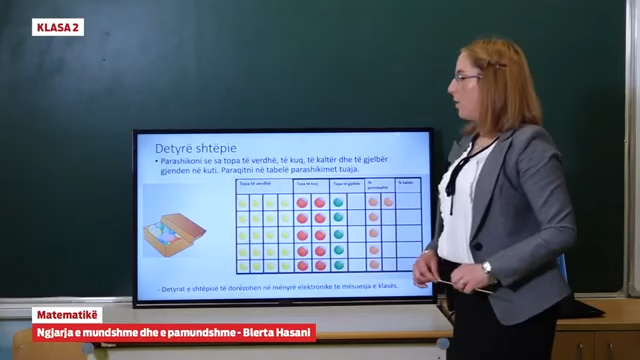 KLASA 2
Detyrë shtëpie
• Parashikoni se sa topa të verdhë, të kuq, të kaltër dhe të gjelbër
gjenden në kuti. Paraqitni në tabelë parashikimet tuaja.
Topa të verdhë Topa të kuq Topa të gjelbër Të
- Detyrat e shtëpisë të dorëzohen në mënyrë elektronike te mësuesja e klasës.
Matematikë
Ngjarja e mundshme dhe e pamundshme - Blerta Hasani